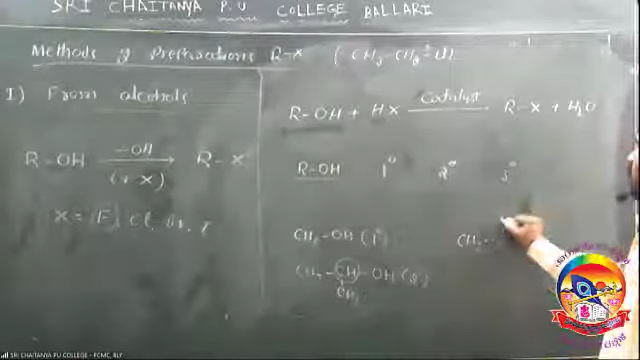 SRI CHAITANYA P.U COLLEGE BALLARI
Methods of Preparations R-X (CH3-CH2-Cl)
I) From alcohols
R-OH + HX Catalyst → R-X + H2O
R-OH -OH (+X) → R-X
R-OH 1° 2° 3°
X = F, Cl, Br, I
CH3-OH (1°)
CH3-
CH3-CH-OH (2°)
CH3
SRI CHAITANYA PU COLLEGE - PCMC, BLY